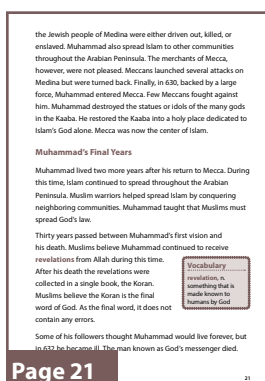 the Jewish people of Medina were either driven out, killed, or
enslaved. Muhammad also spread Islam to other communities
throughout the Arabian Peninsula. The merchants of Mecca,
however, were not pleased. Meccans launched several attacks on
Medina but were turned back. Finally, in 630, backed by a large
force, Muhammad entered Mecca. Few Meccans fought against
him. Muhammad destroyed the statues or idols of the many gods
in the Kaaba. He restored the Kaaba into a holy place dedicated to
Islam's God alone. Mecca was now the center of Islam.
Muhammad's Final Years
Muhammad lived two more years after his return to Mecca. During
this time, Islam continued to spread throughout the Arabian
Peninsula. Muslim warriors helped spread Islam by conquering
neighboring communities. Muhammad taught that Muslims must
spread God's law.
Thirty years passed between Muhammad's first vision and
his death. Muslims believe Muhammad continued to receive
revelations from Allah during this time.
After his death the revelations were
collected in a single book, the Koran.
Muslims believe the Koran is the final
word of God. As the final word, it does not
contain any errors.
Vocabulary
revelation, n.
something that is
made known to
humans by God
Some of his followers thought Muhammad would live forever, but
in 632 he became ill. The man known as God's messenger died.
Page 21
21